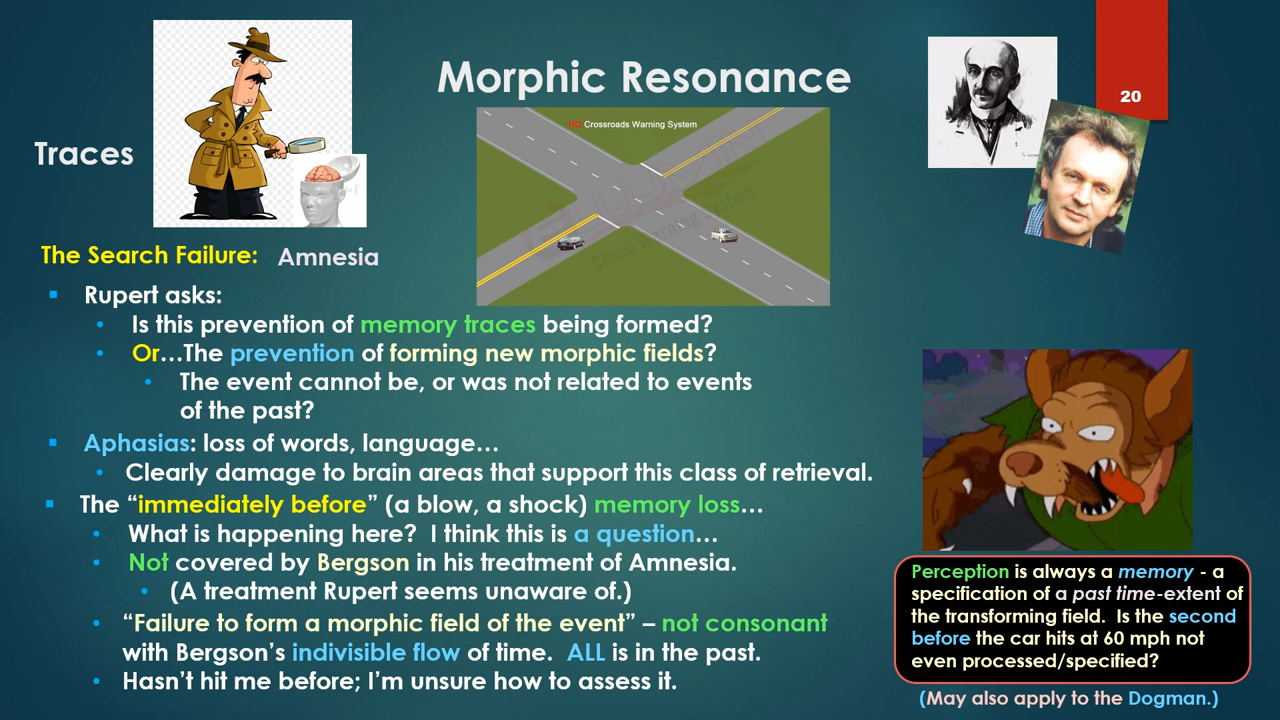 20
Morphic Resonance
Traces
NO Crossroads Warning System
Cloud Warning System
The Search Failure: Amnesia
Rupert asks:
Is this prevention of memory traces being formed?
Or…The prevention of forming new morphic fields?
The event cannot be, or was not related to events
of the past?
Aphasias: loss of words, language…
Clearly damage to brain areas that support this class of retrieval.
The “immediately before” (a blow, a shock) memory loss…
What is happening here? I think this is a question…
Not covered by Bergson in his treatment of Amnesia.
(A treatment Rupert seems unaware of.)
“Failure to form a morphic field of the event” – not consonant
with Bergson’s indivisible flow of time. ALL is in the past.
Hasn’t hit me before; I’m unsure how to assess it.
Perception is always a memory - a
specification of a past time-extent of
the transforming field. Is the second
before the car hits at 60 mph not
even processed/specified?
(May also apply to the Dogman.)